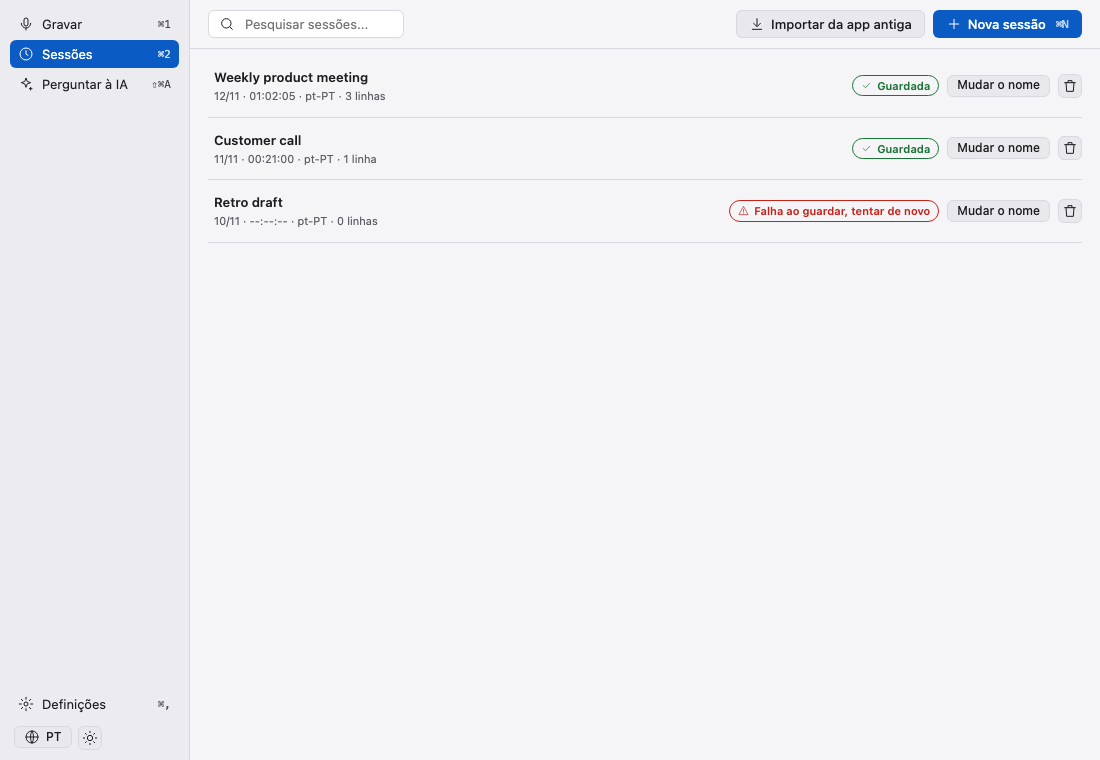 Gravar ⌘1
Sessões ⌘2
Perguntar à IA ⇧⌘A
Definições ⌘,
PT
Pesquisar sessões...
Importar da app antiga
Nova sessão ⌘N
Weekly product meeting
12/11 · 01:02:05 · pt-PT · 3 linhas
Guardada
Mudar o nome
Customer call
11/11 · 00:21:00 · pt-PT · 1 linha
Guardada
Mudar o nome
Retro draft
10/11 · --:--:-- · pt-PT · 0 linhas
Falha ao guardar, tentar de novo
Mudar o nome